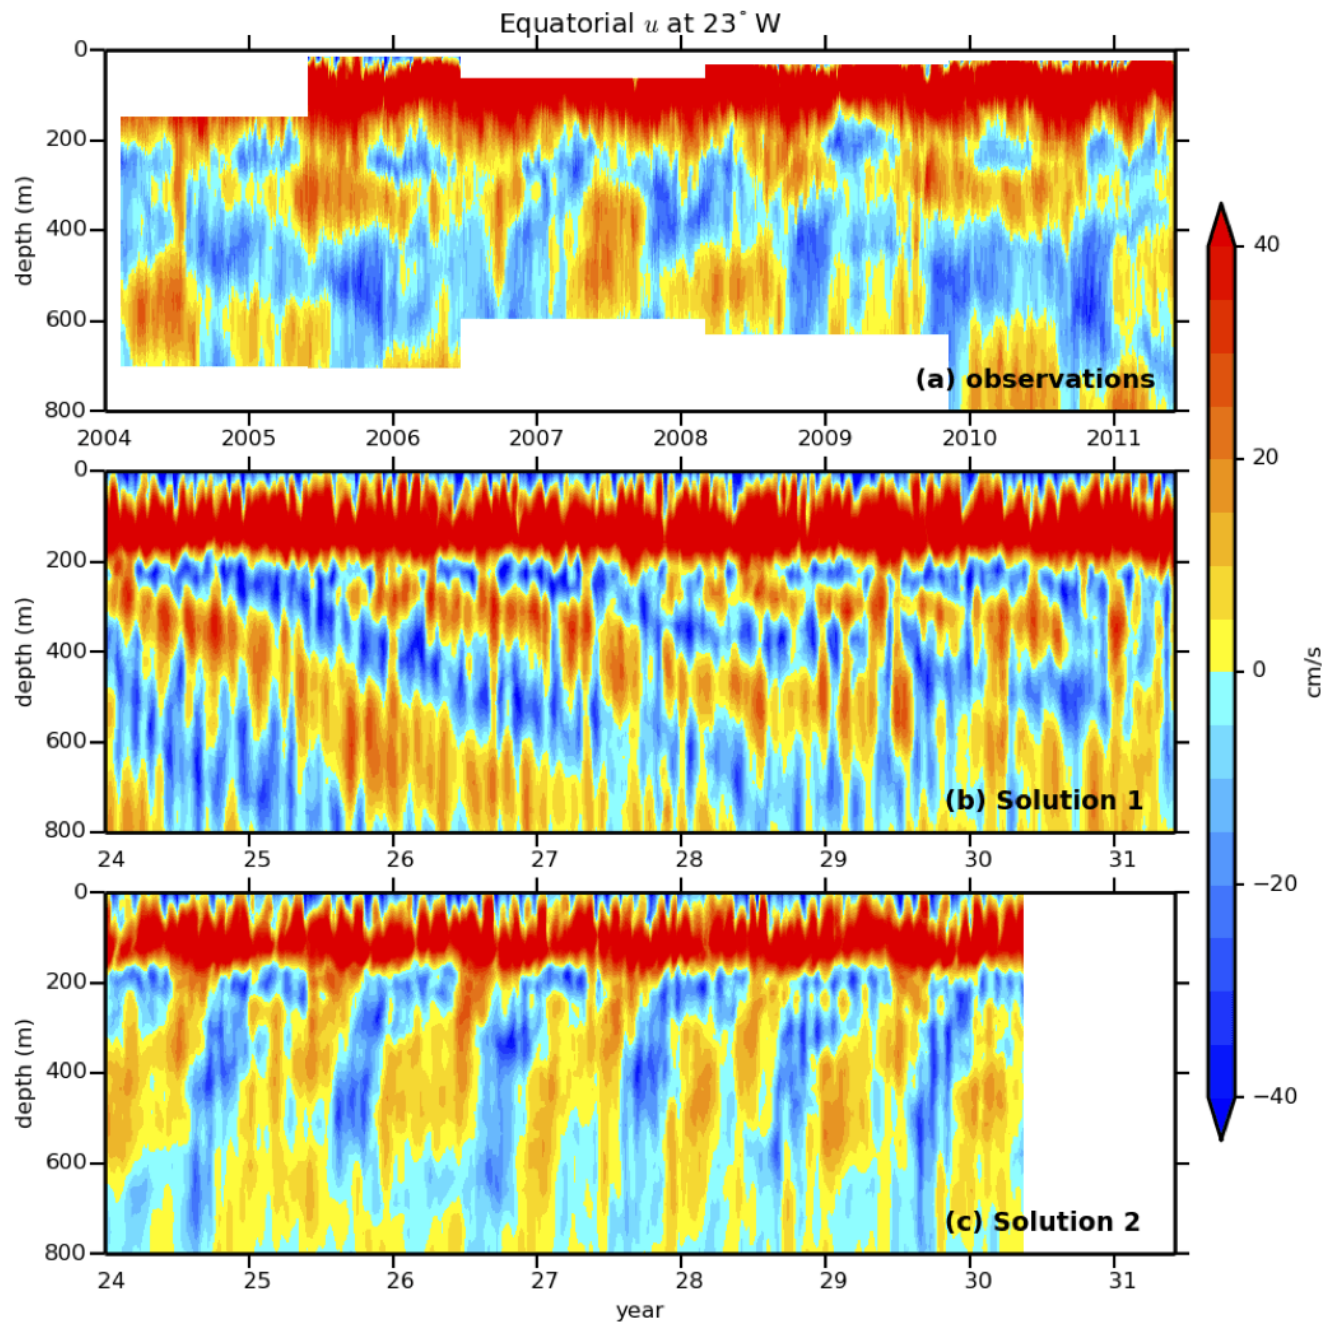 Equatorial u at 23° W
0
200
400
600
800
depth (m)
(a) observations
2004 2005 2006 2007 2008 2009 2010 2011
0
200
400
600
800
depth (m)
(b) Solution 1
24 25 26 27 28 29 30 31
0
200
400
600
800
depth (m)
(c) Solution 2
24 25 26 27 28 29 30 31
year
40
20
0
−20
−40
cm/s